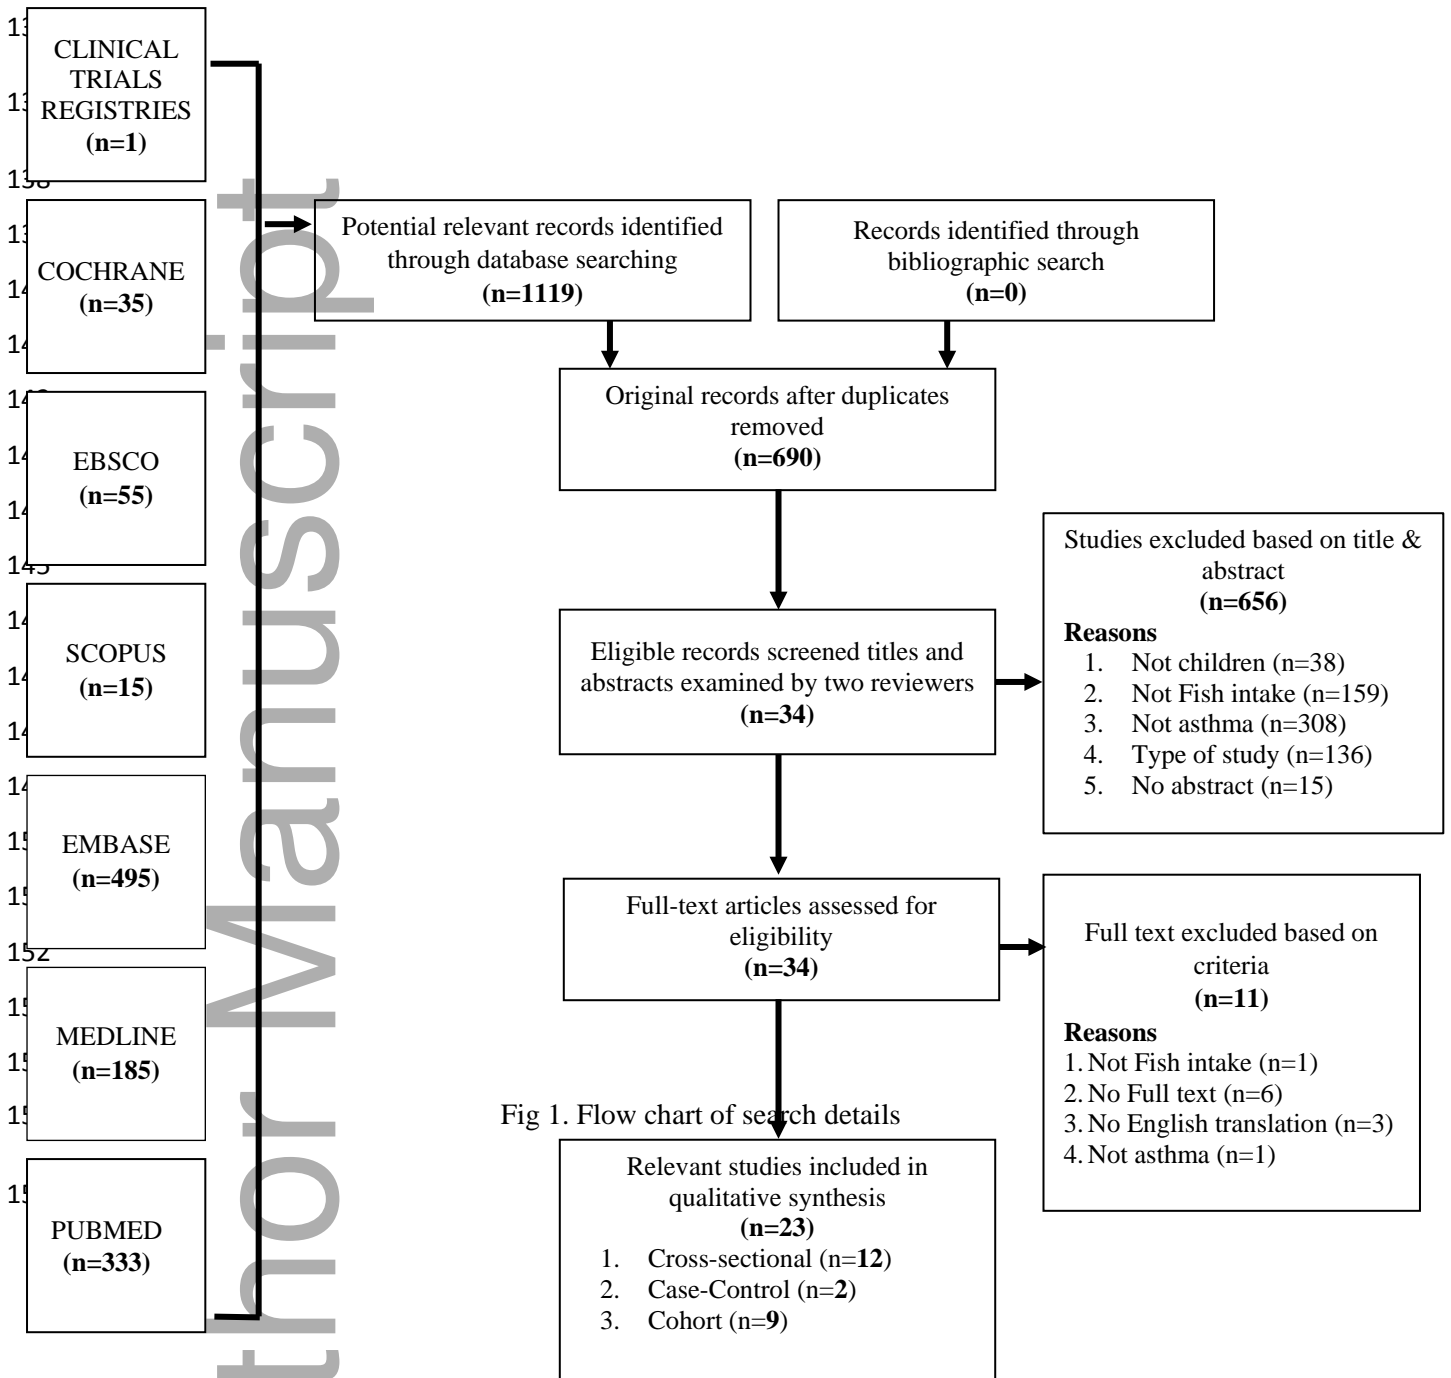 CLINICAL
TRIALS
REGISTRIES
(n=1)
COCHRANE
(n=35)
EBSCO
(n=55)
SCOPUS
(n=15)
EMBASE
(n=495)
MEDLINE
(n=185)
PUBMED
(n=333)
Potential relevant records identified
through database searching
(n=1119)
Records identified through
bibliographic search
(n=0)
Original records after duplicates
removed
(n=690)
Eligible records screened titles and
abstracts examined by two reviewers
(n=34)
Studies excluded based on title &
abstract
(n=656)
Reasons
1. Not children (n=38)
2. Not Fish intake (n=159)
3. Not asthma (n=308)
4. Type of study (n=136)
5. No abstract (n=15)
Full-text articles assessed for
eligibility
(n=34)
Full text excluded based on
criteria
(n=11)
Reasons
1. Not Fish intake (n=1)
2. No Full text (n=6)
3. No English translation (n=3)
4. Not asthma (n=1)
Fig 1. Flow chart of search details
Relevant studies included in
qualitative synthesis
(n=23)
1. Cross-sectional (n=12)
2. Case-Control (n=2)
3. Cohort (n=9)
152
thor Manuscript